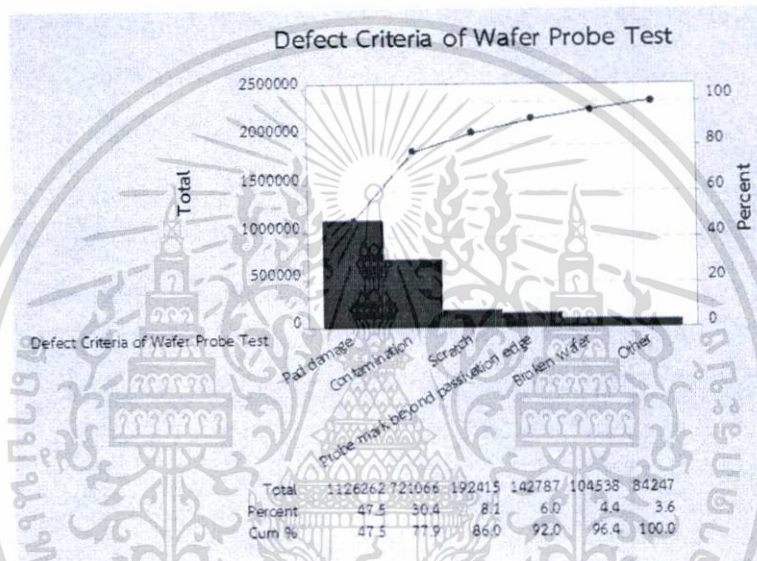 Defect Criteria of Wafer Probe Test
2500000
2000000
1500000
1000000
500000
0
Total
100
80
60
40
20
0
Percent
Defect Criteria of Wafer Probe Test
Pad damage
Contamination
Scratch
Probe mark beyond passivation edge
Broken wafer
Other
Total 1126262 721066 192415 142787 104538 84247
Percent 47.5 30.4 8.1 6.0 4.4 3.6
Cum % 47.5 77.9 86.0 92.0 96.4 100.0